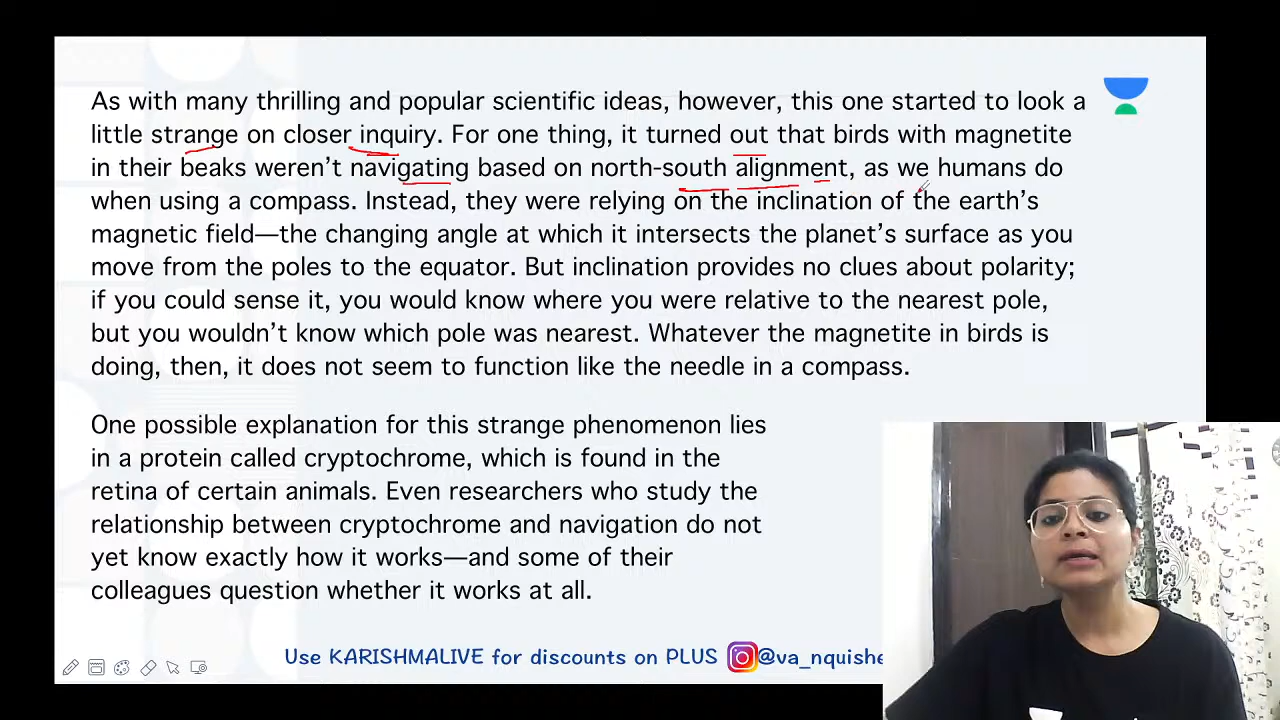 As with many thrilling and popular scientific ideas, however, this one started to look a
little strange on closer inquiry. For one thing, it turned out that birds with magnetite
in their beaks weren’t navigating based on north-south alignment, as we humans do
when using a compass. Instead, they were relying on the inclination of the earth’s
magnetic field—the changing angle at which it intersects the planet’s surface as you
move from the poles to the equator. But inclination provides no clues about polarity;
if you could sense it, you would know where you were relative to the nearest pole,
but you wouldn’t know which pole was nearest. Whatever the magnetite in birds is
doing, then, it does not seem to function like the needle in a compass.
One possible explanation for this strange phenomenon lies
in a protein called cryptochrome, which is found in the
retina of certain animals. Even researchers who study the
relationship between cryptochrome and navigation do not
yet know exactly how it works—and some of their
colleagues question whether it works at all.
Use KARISHMALIVE for discounts on PLUS @va_nquishe